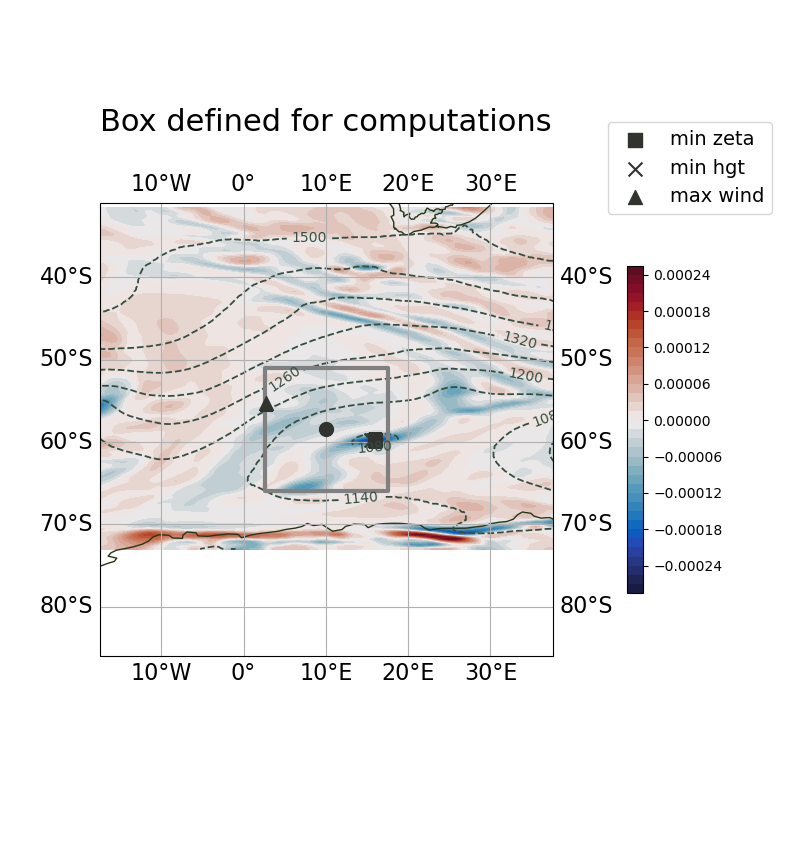 Box defined for computations
min zeta
min hgt
max wind
10°W 0° 10°E 20°E 30°E
1500
40°S 40°S
0.00024
0.00018
0.00012
0.00006
0.00000
−0.00006
−0.00012
−0.00018
−0.00024
1320
50°S 50°S
1260
1200
108
60°S 60°S
1140
70°S 70°S
80°S 80°S
10°W 0° 10°E 20°E 30°E